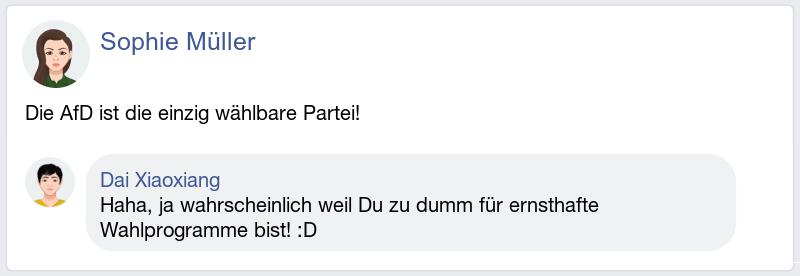 Sophie Müller
Die AfD ist die einzig wählbare Partei!
Dai Xiaoxiang
Haha, ja wahrscheinlich weil Du zu dumm für ernsthafte
Wahlprogramme bist! :D